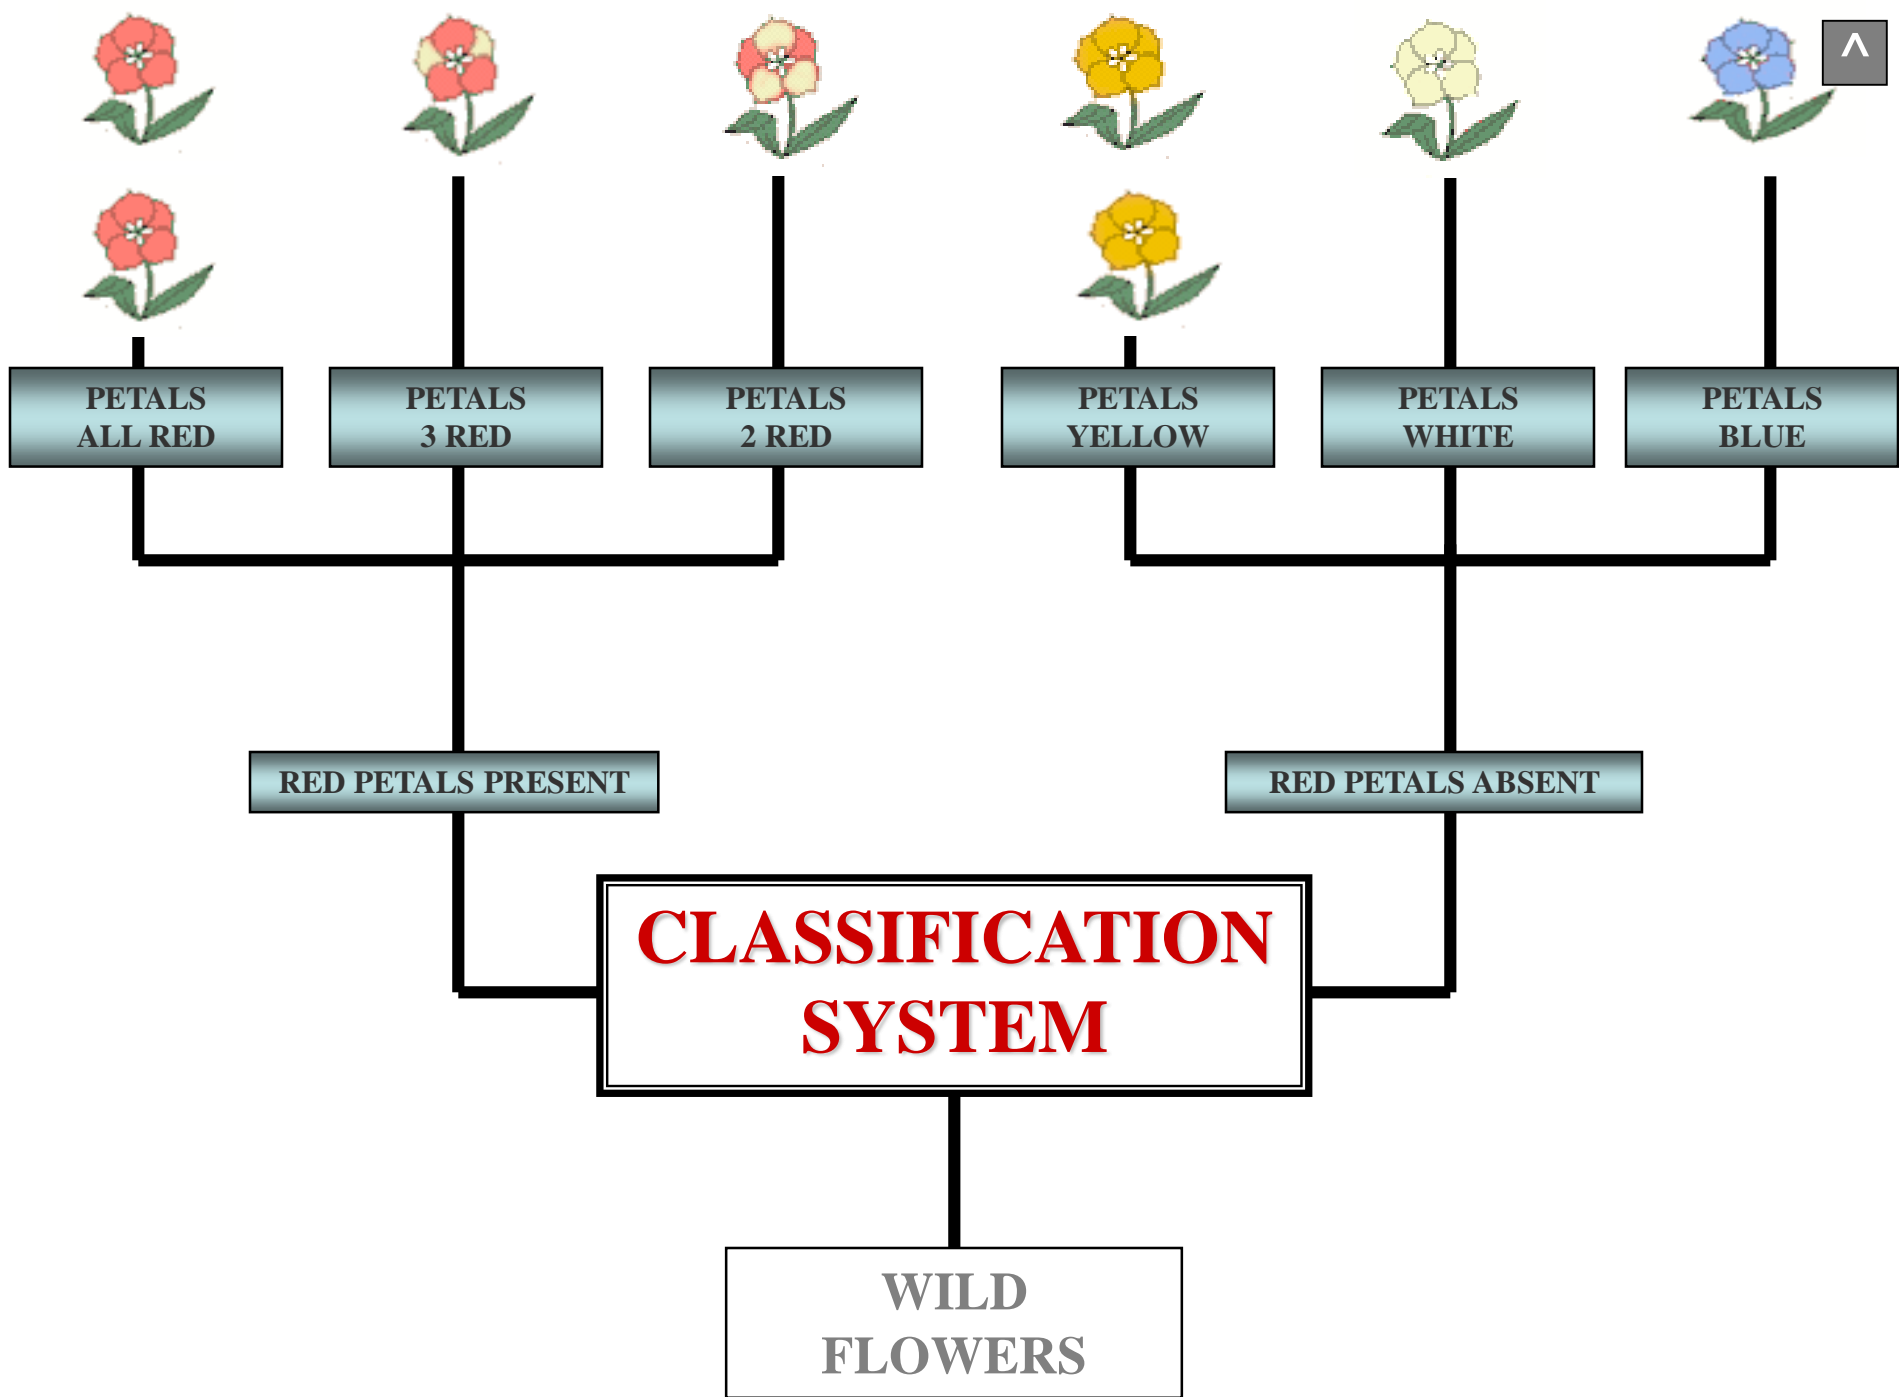 ^
PETALS
ALL RED
PETALS
3 RED
PETALS
2 RED
PETALS
YELLOW
PETALS
WHITE
PETALS
BLUE
RED PETALS PRESENT
RED PETALS ABSENT
CLASSIFICATION
SYSTEM
WILD
FLOWERS